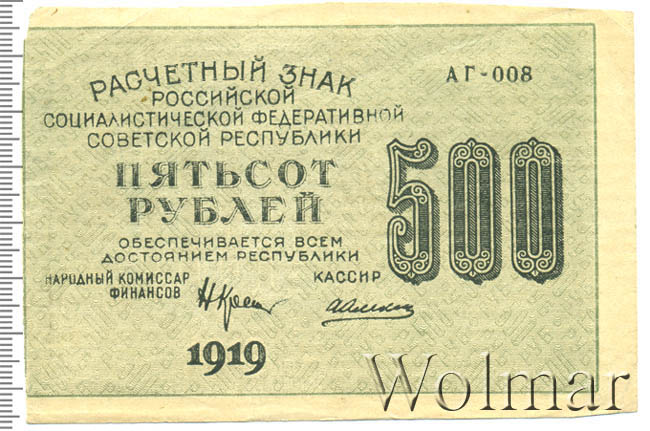 РАСЧЕТНЫЙ ЗНАК
РОССИЙСКОЙ
СОЦИАЛИСТИЧЕСКОЙ ФЕДЕРАТИВНОЙ
СОВЕТСКОЙ РЕСПУБЛИКИ
ПЯТЬСОТ
РУБЛЕЙ
ОБЕСПЕЧИВАЕТСЯ ВСЕМ
ДОСТОЯНИЕМ РЕСПУБЛИКИ
НАРОДНЫЙ КОМИССАР
ФИНАНСОВ
КАССИР
1919
АГ-008
500
Wolmar